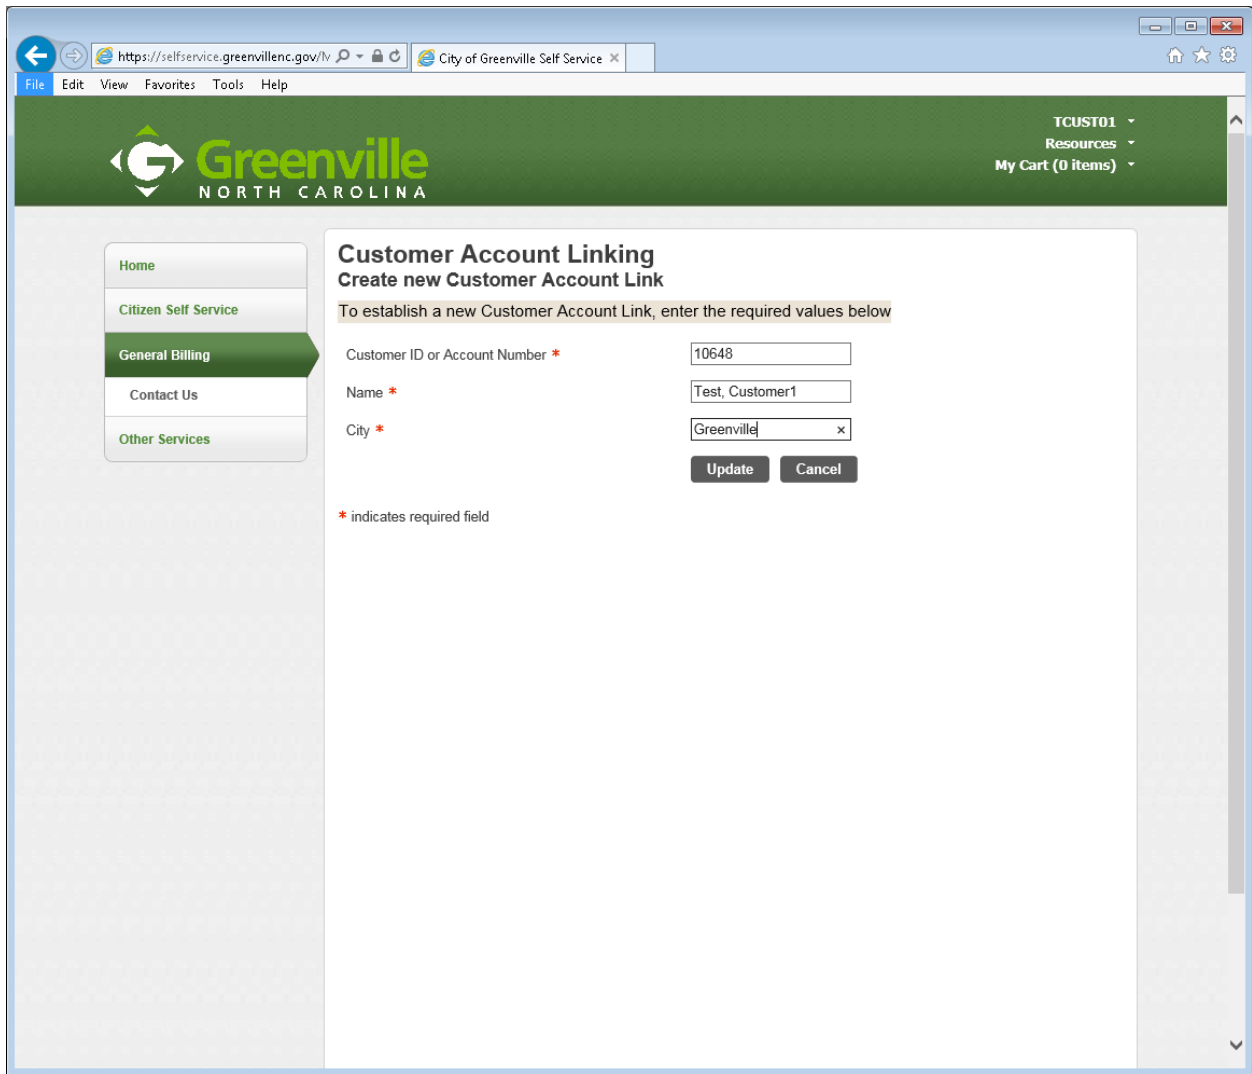 https://selfservice.greenvillenc.gov/
City of Greenville Self Service
File Edit View Favorites Tools Help
TCUST01
Resources
My Cart (0 items)
G Greenville
NORTH CAROLINA
Home
Citizen Self Service
General Billing
Contact Us
Other Services
Customer Account Linking
Create new Customer Account Link
To establish a new Customer Account Link, enter the required values below
Customer ID or Account Number * 10648
Name * Test, Customer1
City * Greenville
Update Cancel
* indicates required field